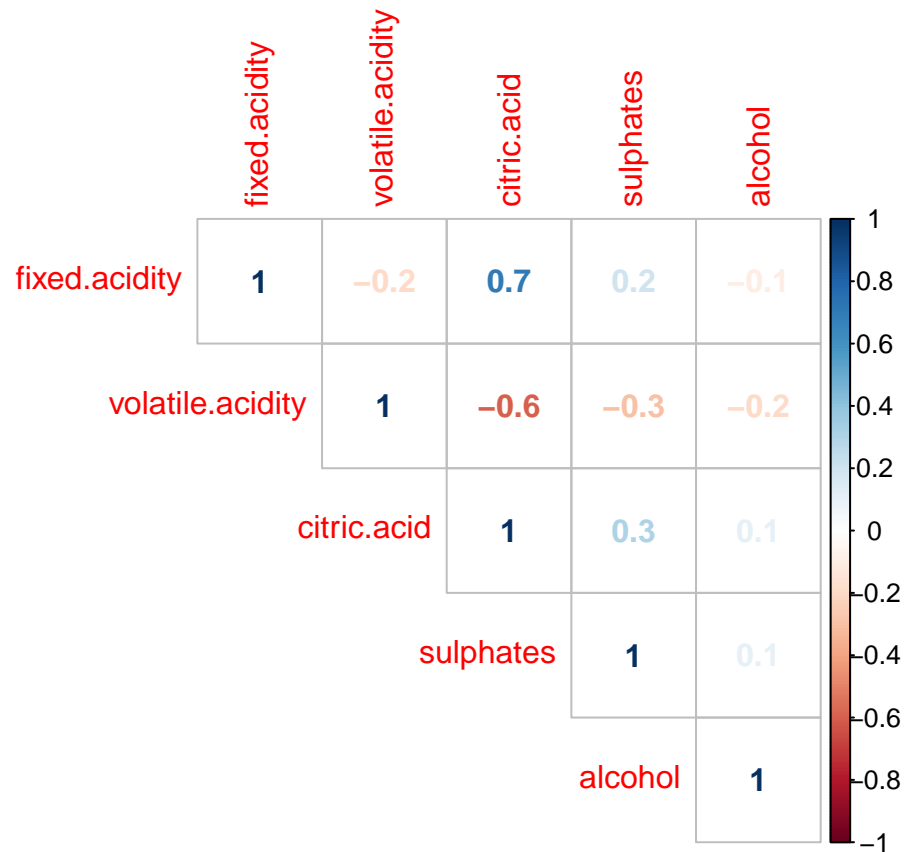 fixed.acidity
volatile.acidity
citric.acid
sulphates
alcohol
fixed.acidity 1 −0.2 0.7 0.2 −0.1
volatile.acidity 1 −0.6 −0.3 −0.2
citric.acid 1 0.3 0.1
sulphates 1 0.1
alcohol 1
1
0.8
0.6
0.4
0.2
0
−0.2
−0.4
−0.6
−0.8
−1